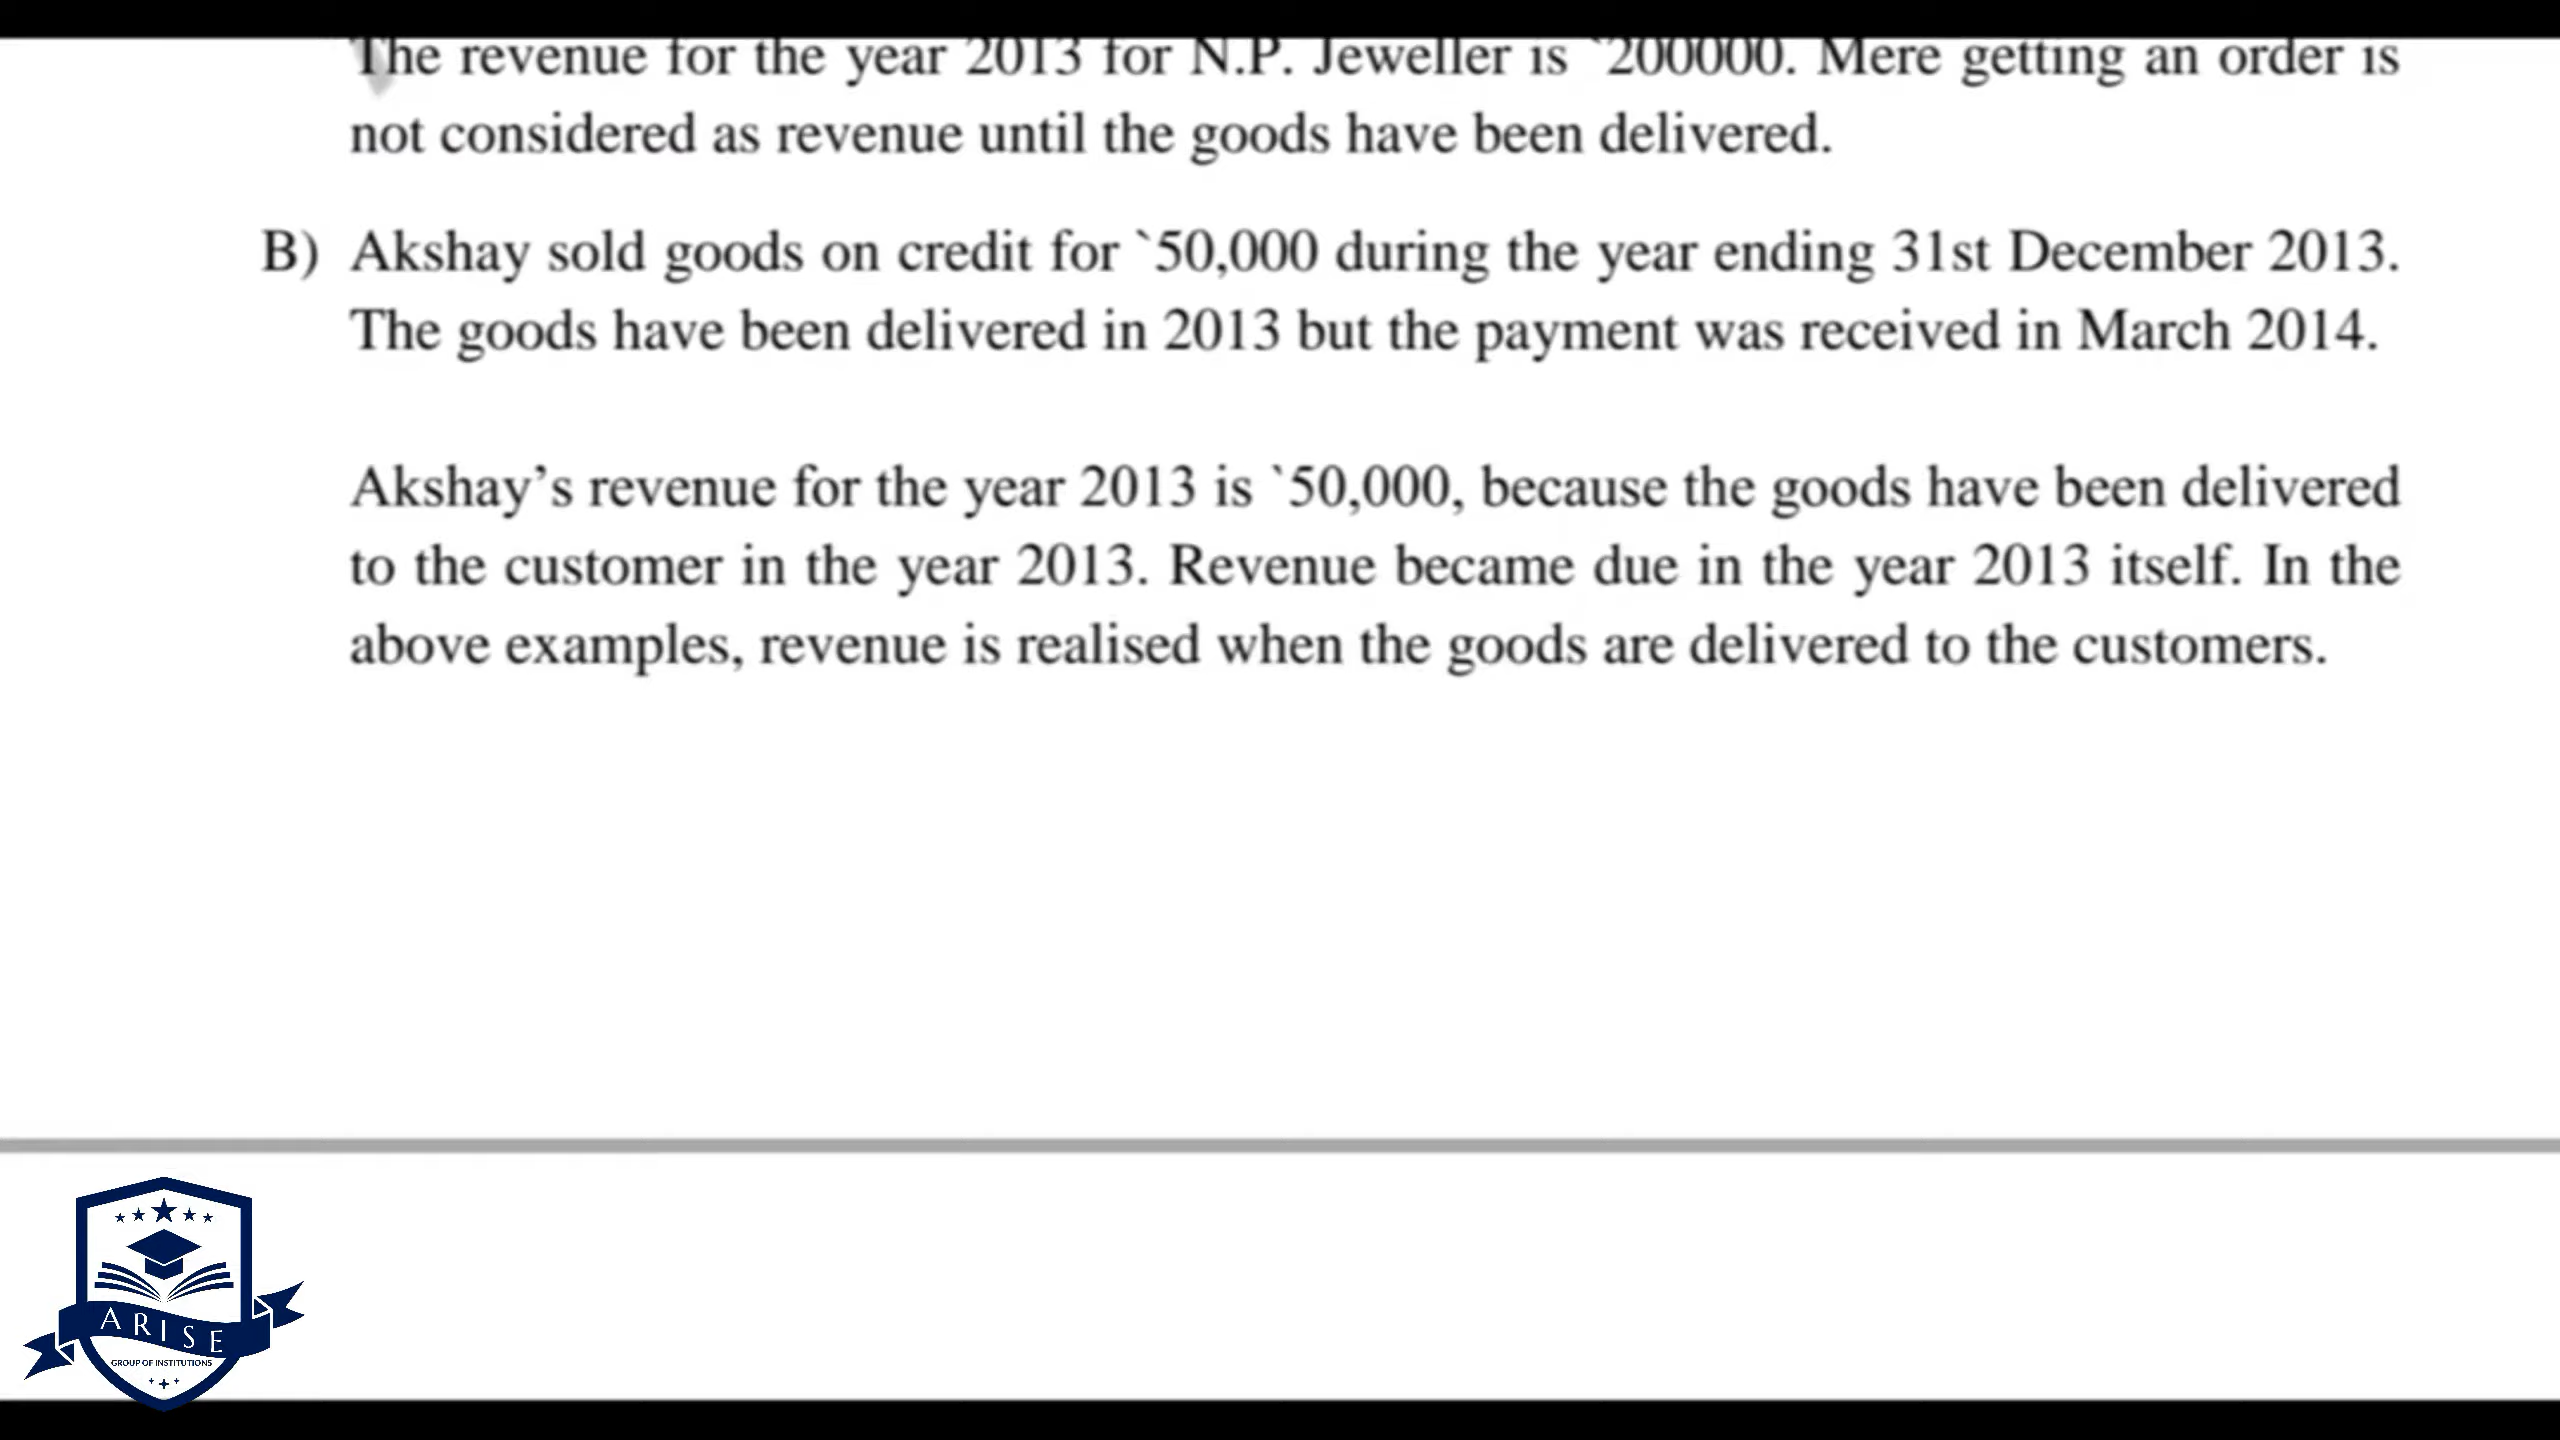 The revenue for the year 2013 for N.P. Jeweller is `200000. Mere getting an order is
not considered as revenue until the goods have been delivered.
B) Akshay sold goods on credit for `50,000 during the year ending 31st December 2013.
The goods have been delivered in 2013 but the payment was received in March 2014.
Akshay’s revenue for the year 2013 is `50,000, because the goods have been delivered
to the customer in the year 2013. Revenue became due in the year 2013 itself. In the
above examples, revenue is realised when the goods are delivered to the customers.
ARISE
GROUP OF INSTITUTIONS